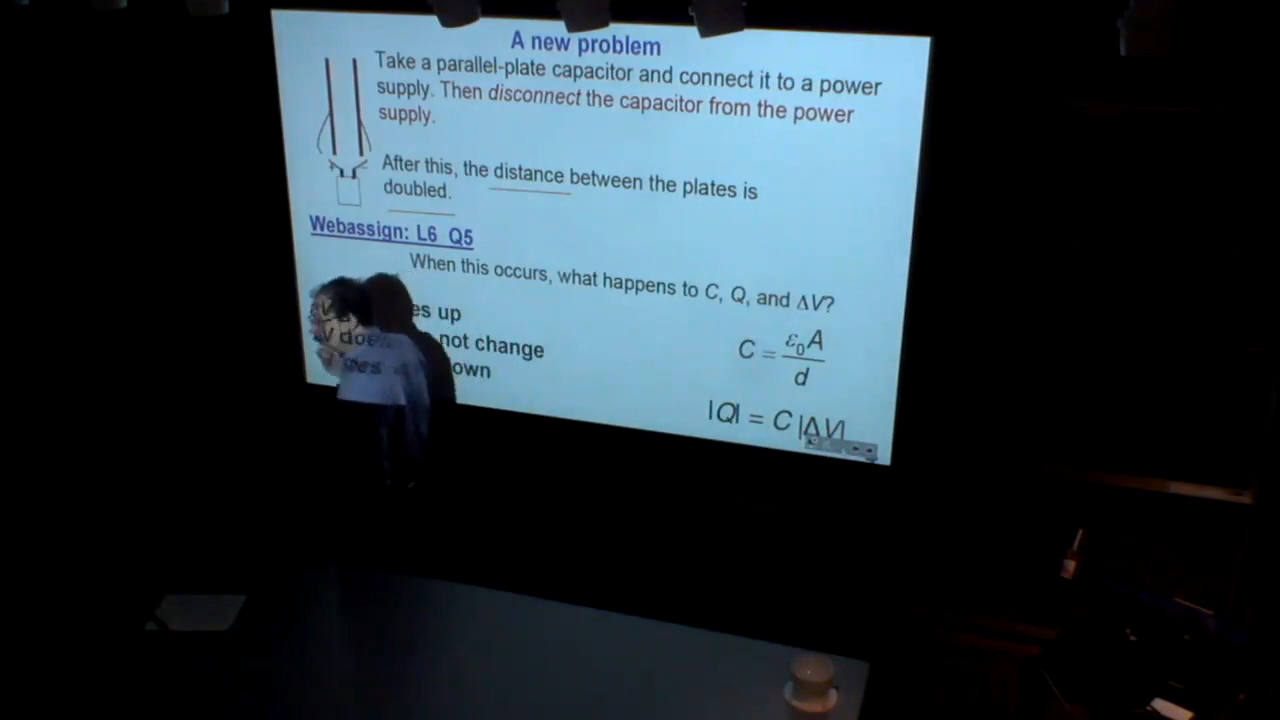 A new problem
Take a parallel-plate capacitor and connect it to a power
supply. Then disconnect the capacitor from the power
supply.
After this, the distance between the plates is
doubled.
Webassign: L6 Q5
When this occurs, what happens to C, Q, and ΔV?
up
not change
C = ε₀A / d
|Q| = C |ΔV|